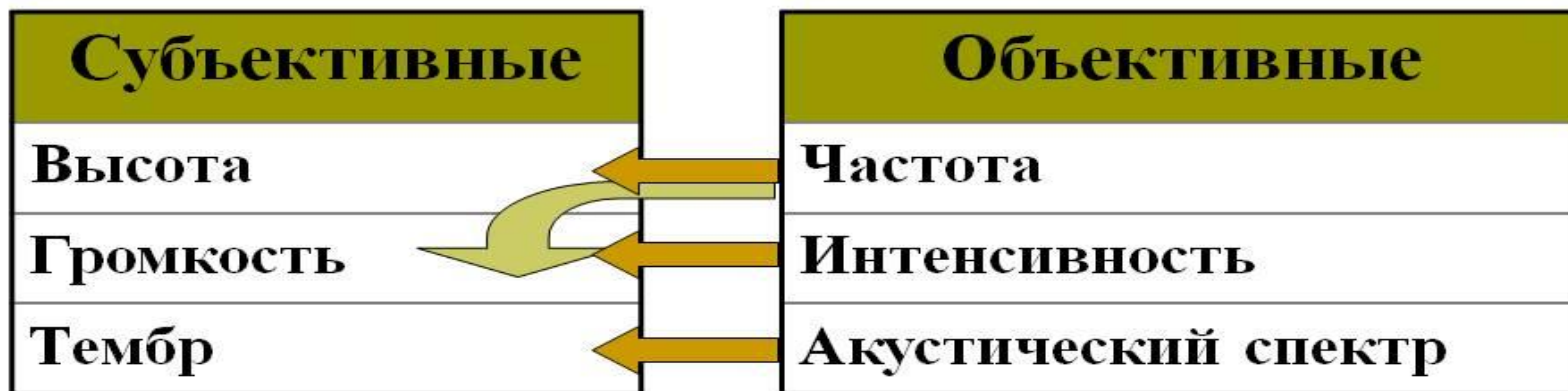 Субъективные
Объективные
Высота
Частота
Громкость
Интенсивность
Тембр
Акустический спектр